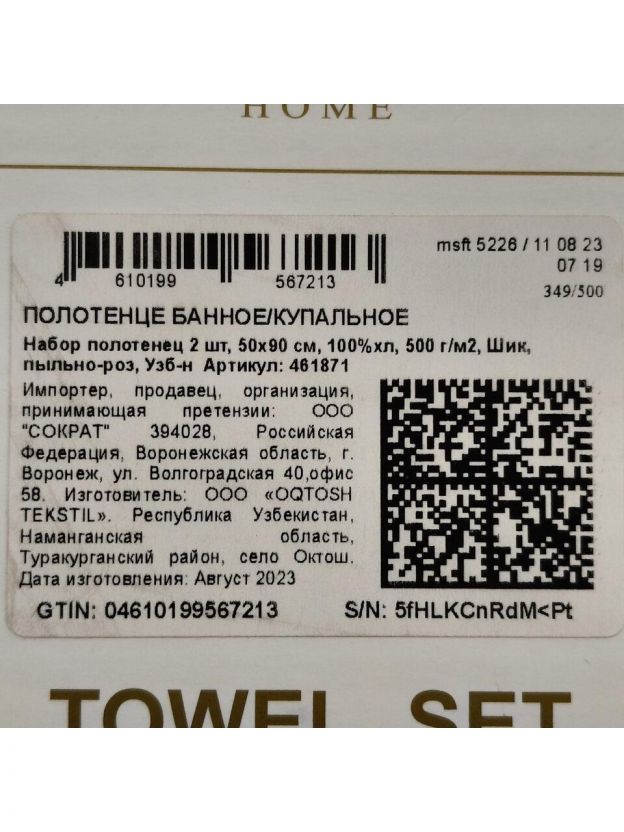 HOME
msft 5226 / 11 08 23
07 19
349/500
4 610199 567213
ПОЛОТЕНЦЕ БАННОЕ/КУПАЛЬНОЕ
Набор полотенец 2 шт, 50х90 см, 100%хл, 500 г/м2, Шик,
пыльно-роз, Узб-н Артикул: 461871
Импортер, продавец, организация,
принимающая претензии: ООО
"СОКРАТ" 394028, Российская
Федерация, Воронежская область, г.
Воронеж, ул. Волгоградская 40,офис
58. Изготовитель: ООО «OQTOSH
TEKSTIL». Республика Узбекистан,
Наманганская область,
Туракурганский район, село Октош.
Дата изготовления: Август 2023
GTIN: 04610199567213 S/N: 5fHLKCnRdM<Pt
TOWEL SET